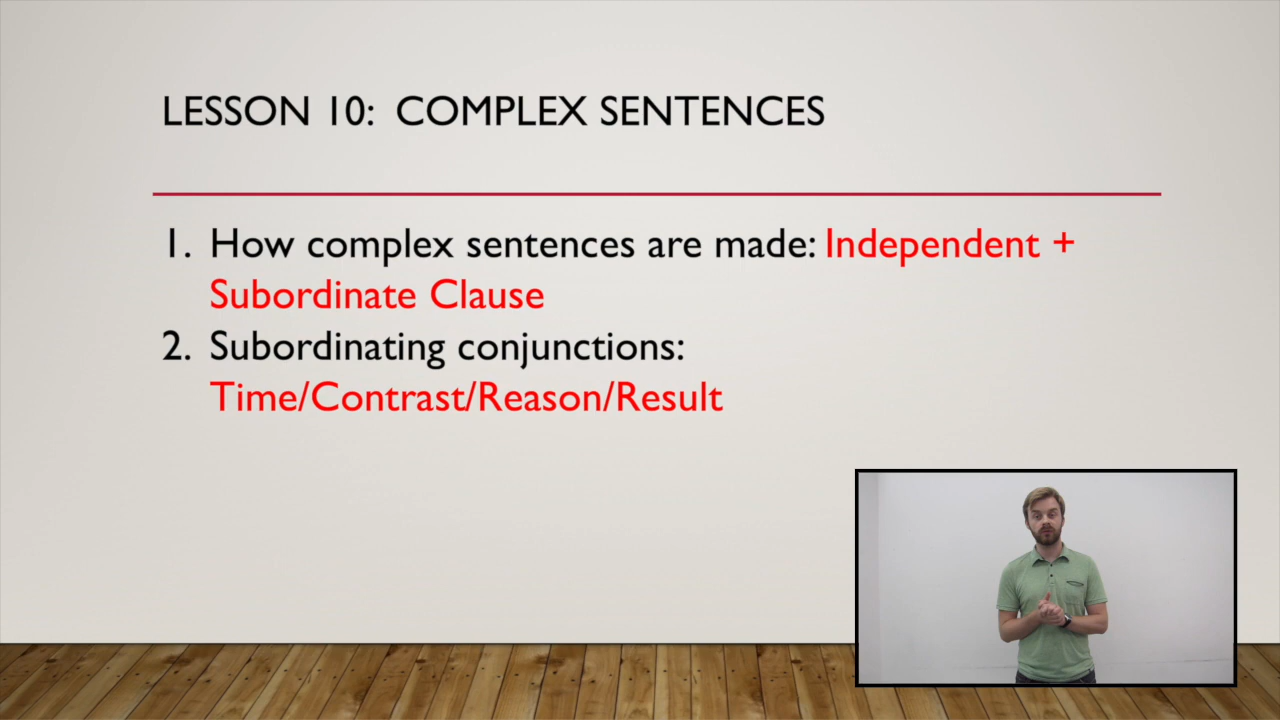 LESSON 10: COMPLEX SENTENCES
1. How complex sentences are made: Independent +
Subordinate Clause
2. Subordinating conjunctions:
Time/Contrast/Reason/Result